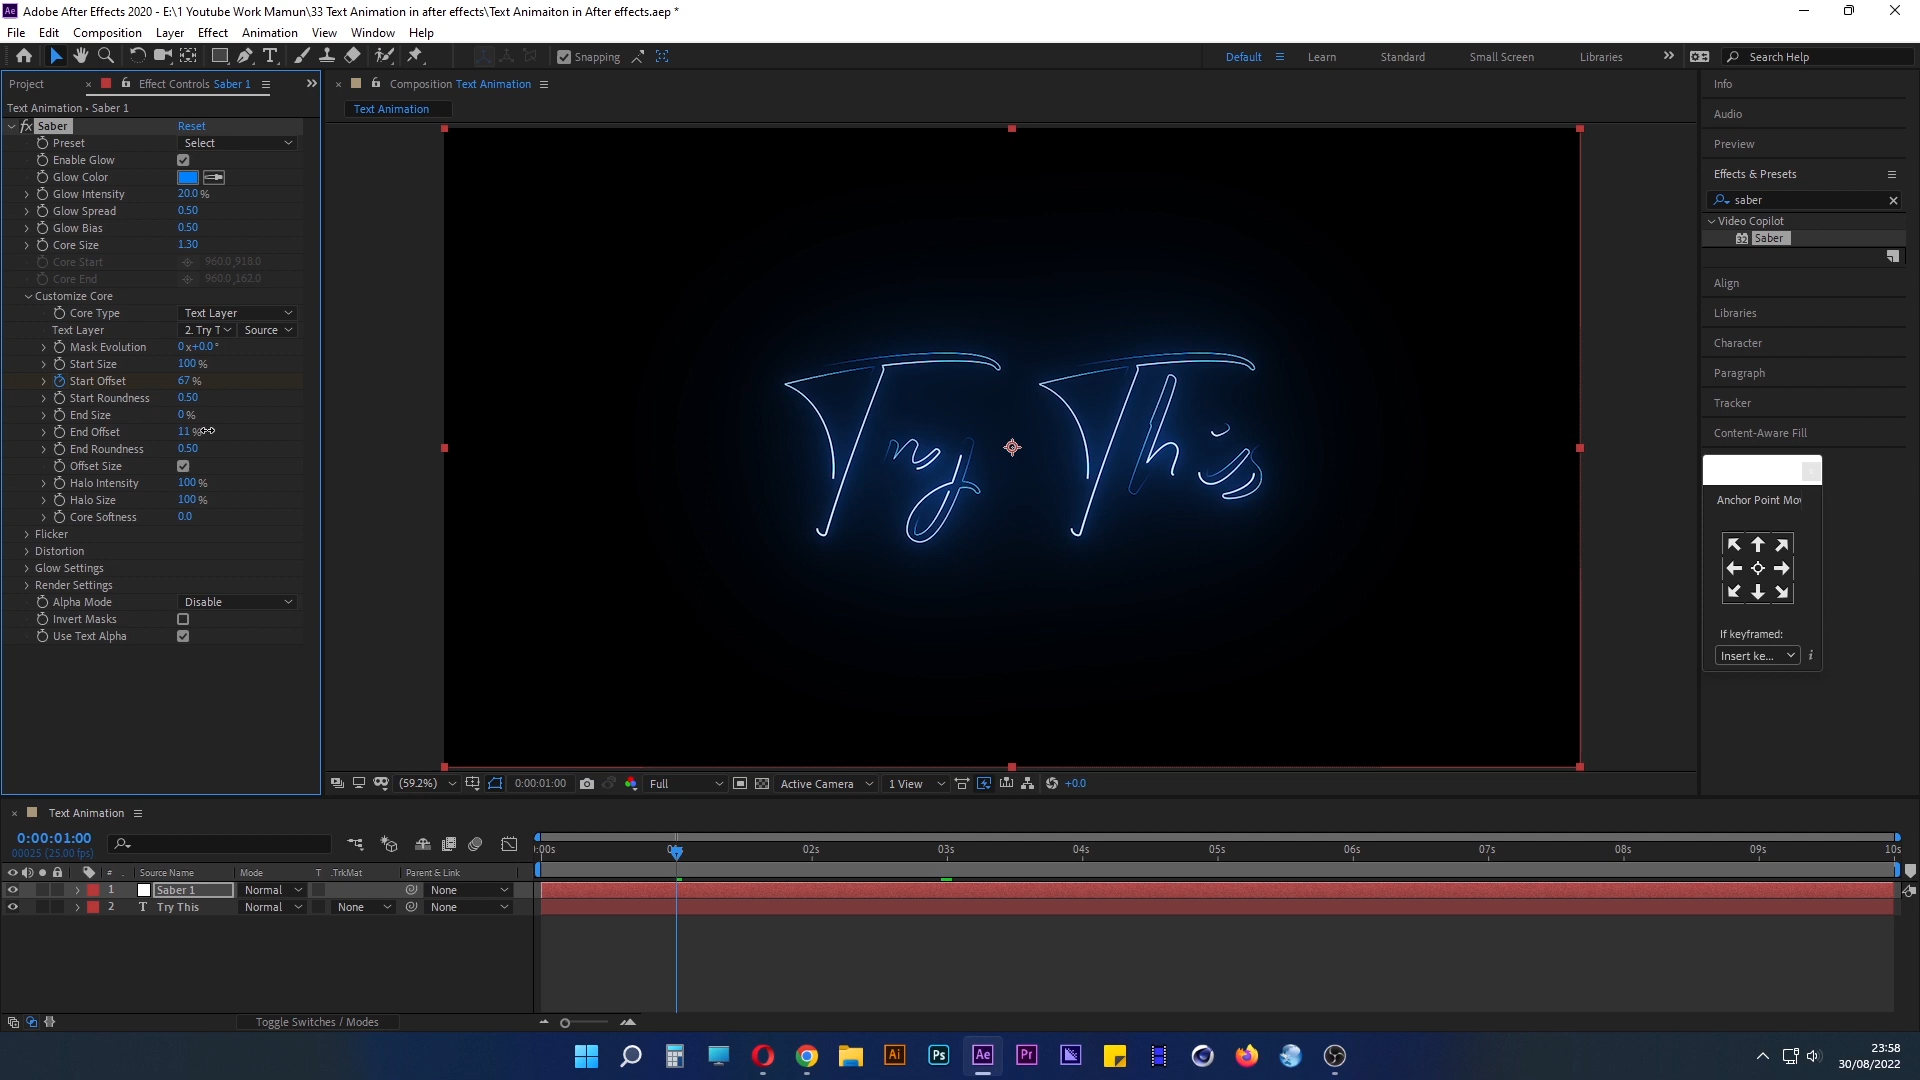 Ae Adobe After Effects 2020 - E:\1 Youtube Work Mamun\33 Text Animation in after effects\Text Animaiton in After effects.aep *
File Edit Composition Layer Effect Animation View Window Help
Snapping Default Learn Standard Small Screen Libraries Search Help
Project Effect Controls Saber 1
Composition Text Animation
Text Animation
Text Animation • Saber 1
fx Saber Reset
Preset Select
Enable Glow
Glow Color
Glow Intensity 20.0 %
Glow Spread 0.50
Glow Bias 0.50
Core Size 1.30
Core Start 960.0,918.0
Core End 960.0,162.0
Customize Core
Core Type Text Layer
Text Layer 2. Try T Source
Mask Evolution 0 x+0.0 °
Start Size 100 %
Start Offset 67 %
Start Roundness 0.50
End Size 0 %
End Offset 11 %
End Roundness 0.50
Offset Size
Halo Intensity 100 %
Halo Size 100 %
Core Softness 0.0
Flicker
Distortion
Glow Settings
Render Settings
Alpha Mode Disable
Invert Masks
Use Text Alpha
Try This
Info
Audio
Preview
Effects & Presets
saber
Video Copilot
32 Saber
Align
Libraries
Character
Paragraph
Tracker
Content-Aware Fill
Anchor Point Mov
If keyframed:
Insert ke... i
(59.2%) 0:00:01:00 Full Active Camera 1 View +0.0
Text Animation
0:00:01:00
00025 (25.00 fps)
:00s 02s 03s 04s 05s 06s 07s 08s 09s 10s
# Source Name Mode T .TrkMat Parent & Link
1 Saber 1 Normal None
2 T Try This Normal None None
Toggle Switches / Modes
Ai Ps Ae Pr
23:58
30/08/2022